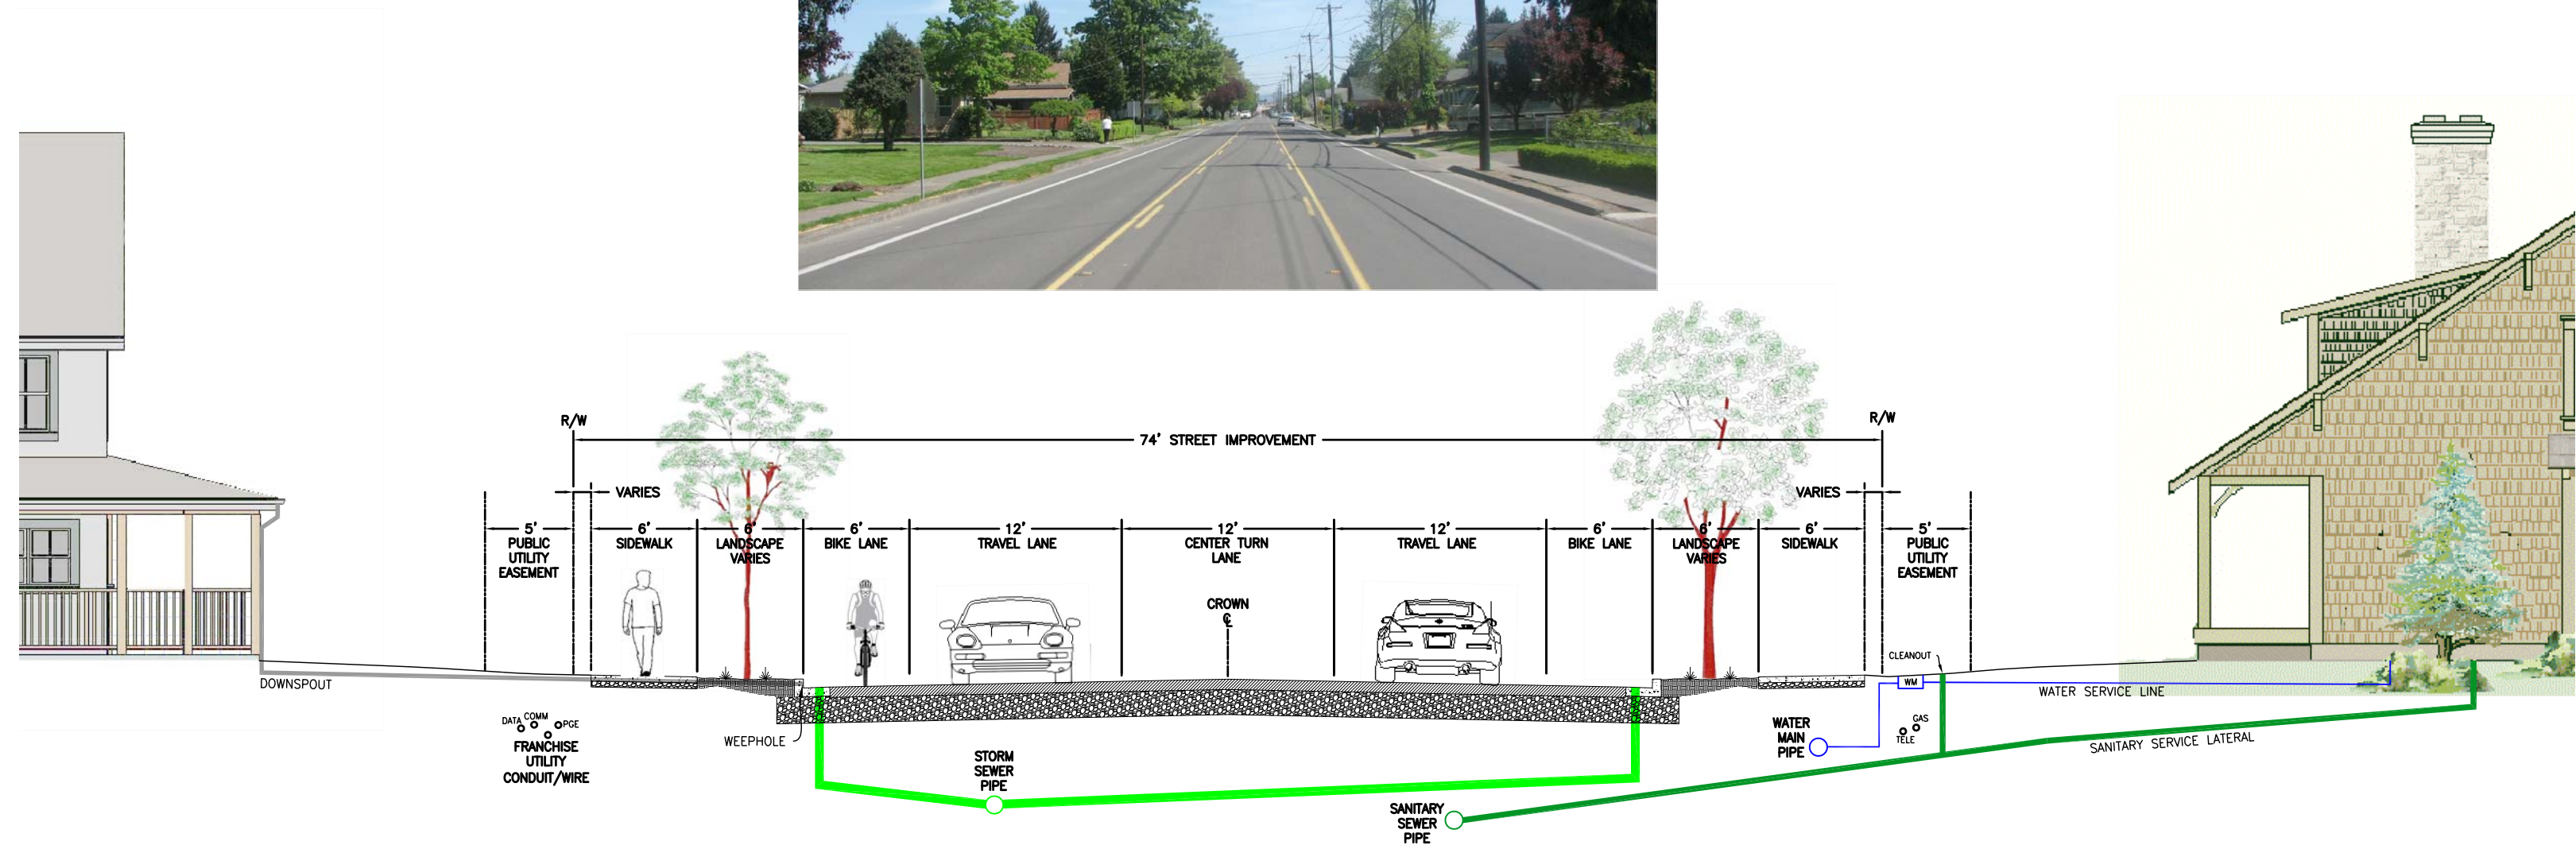 R/W
R/W
74' STREET IMPROVEMENT
VARIES
VARIES
5'
PUBLIC
UTILITY
EASEMENT
6'
SIDEWALK
6'
LANDSCAPE
VARIES
6'
BIKE LANE
12'
TRAVEL LANE
12'
CENTER TURN
LANE
12'
TRAVEL LANE
6'
BIKE LANE
6'
LANDSCAPE
VARIES
6'
SIDEWALK
5'
PUBLIC
UTILITY
EASEMENT
CROWN
℄
CLEANOUT
DOWNSPOUT
WM
WATER SERVICE LINE
DATA
COMM
PGE
FRANCHISE
UTILITY
CONDUIT/WIRE
WEEPHOLE
STORM
SEWER
PIPE
WATER
MAIN
PIPE
GAS
TELE
SANITARY SERVICE LATERAL
SANITARY
SEWER
PIPE